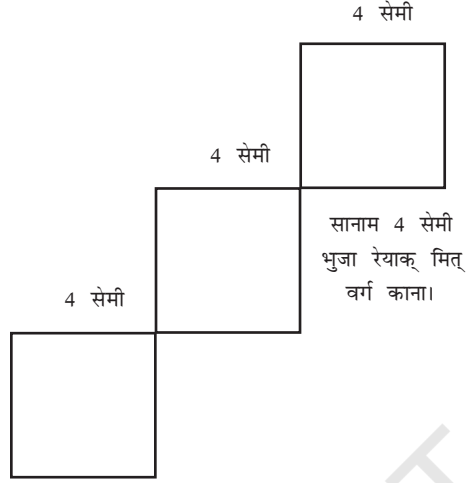 4 सेमी
4 सेमी
सानाम 4 सेमी
भुजा रेयाक् मित्
वर्ग काना।
4 सेमी